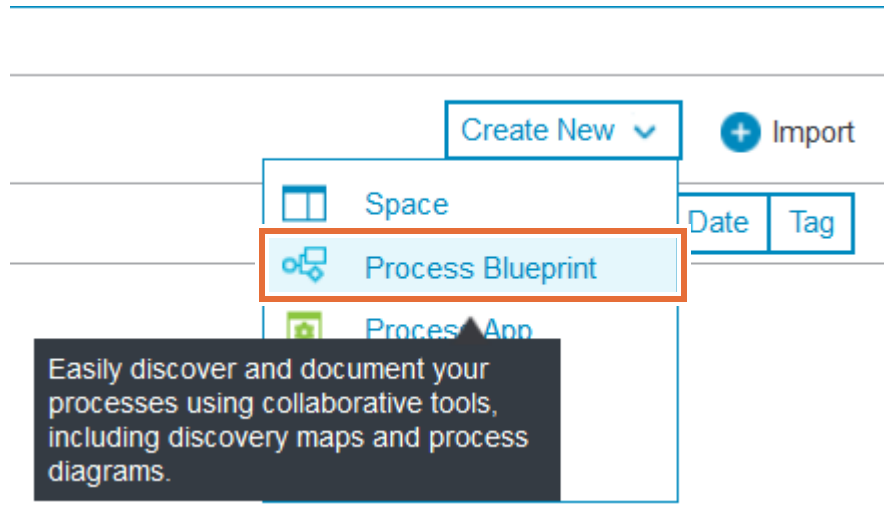 Create New
Import
Space
Date
Tag
Process Blueprint
Process App
Easily discover and document your
processes using collaborative tools,
including discovery maps and process
diagrams.